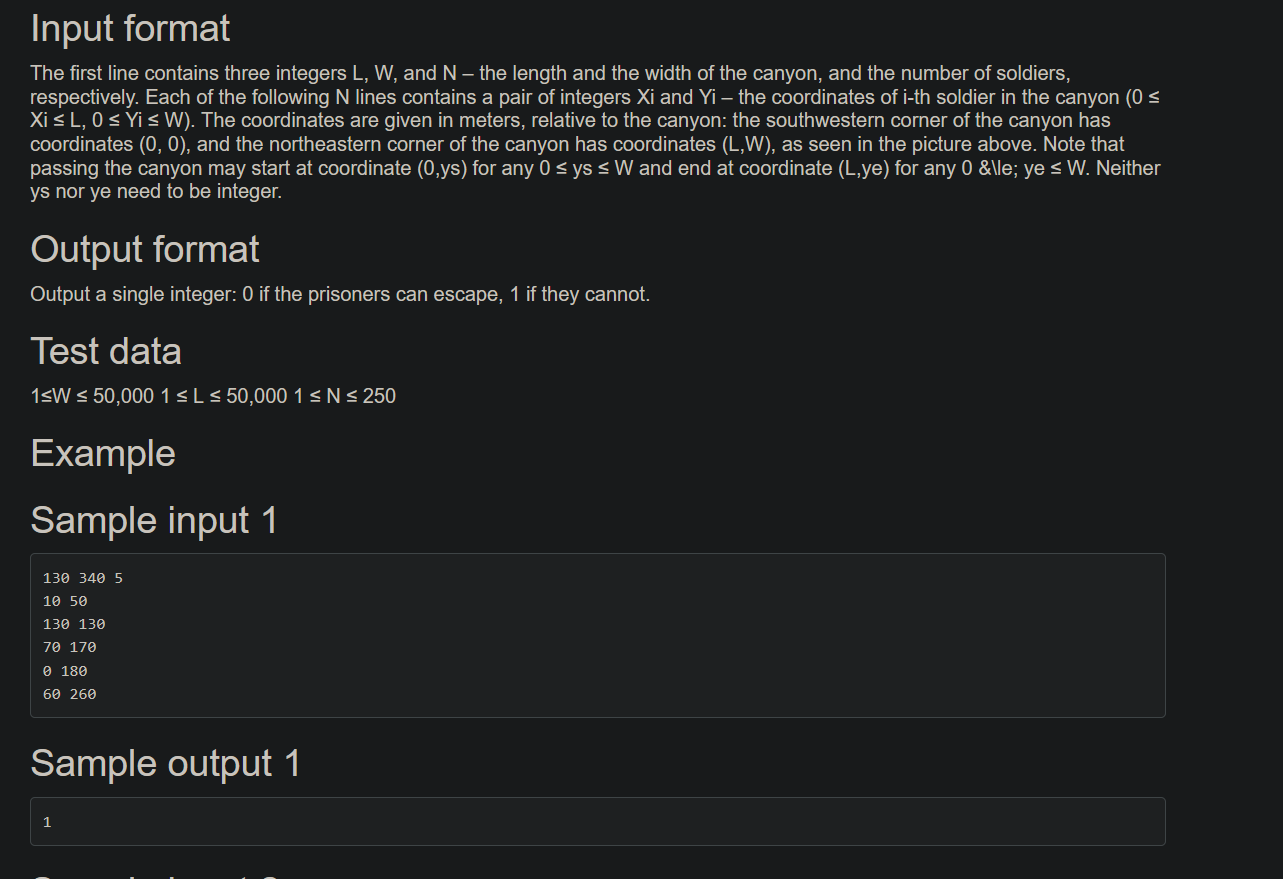 Input format
The first line contains three integers L, W, and N – the length and the width of the canyon, and the number of soldiers,
respectively. Each of the following N lines contains a pair of integers Xi and Yi – the coordinates of i-th soldier in the canyon (0 ≤
Xi ≤ L, 0 ≤ Yi ≤ W). The coordinates are given in meters, relative to the canyon: the southwestern corner of the canyon has
coordinates (0, 0), and the northeastern corner of the canyon has coordinates (L,W), as seen in the picture above. Note that
passing the canyon may start at coordinate (0,ys) for any 0 ≤ ys ≤ W and end at coordinate (L,ye) for any 0 &\le; ye ≤ W. Neither
ys nor ye need to be integer.
Output format
Output a single integer: 0 if the prisoners can escape, 1 if they cannot.
Test data
1≤W ≤ 50,000 1 ≤ L ≤ 50,000 1 ≤ N ≤ 250
Example
Sample input 1
130 340 5
10 50
130 130
70 170
0 180
60 260
Sample output 1
1